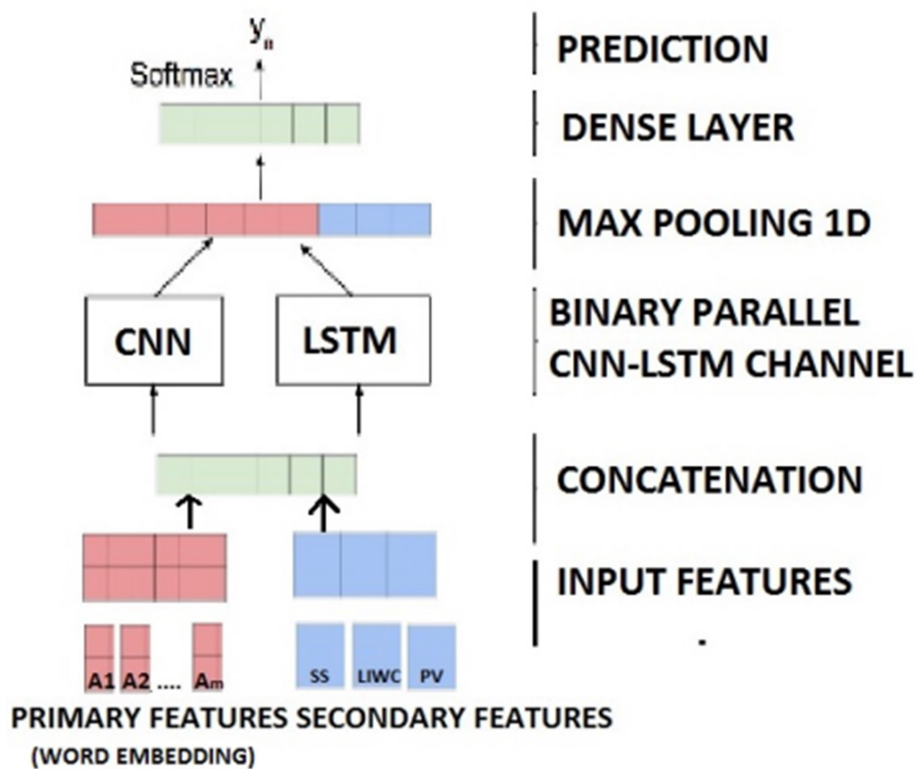 yn
Softmax
PREDICTION
DENSE LAYER
MAX POOLING 1D
CNN
LSTM
BINARY PARALLEL
CNN-LSTM CHANNEL
CONCATENATION
INPUT FEATURES
A1 A2 .... Am
SS LIWC PV
PRIMARY FEATURES SECONDARY FEATURES
(WORD EMBEDDING)